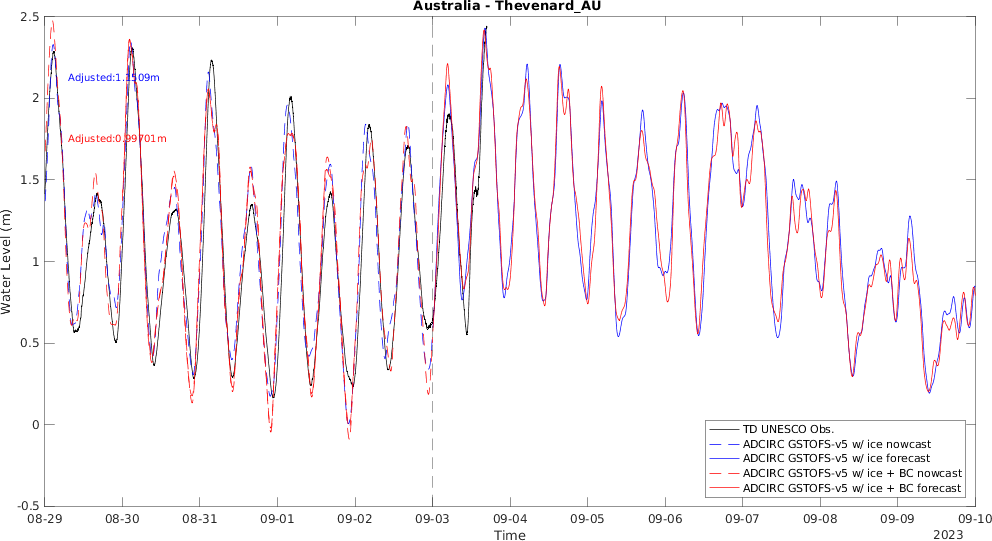 Australia - Thevenard_AU
Water Level (m)
2.5
2
1.5
1
0.5
0
-0.5
Adjusted:1.1509m
Adjusted:0.99701m
TD UNESCO Obs.
ADCIRC GSTOFS-v5 w/ ice nowcast
ADCIRC GSTOFS-v5 w/ ice forecast
ADCIRC GSTOFS-v5 w/ ice + BC nowcast
ADCIRC GSTOFS-v5 w/ ice + BC forecast
08-29 08-30 08-31 09-01 09-02 09-03 09-04 09-05 09-06 09-07 09-08 09-09 09-10
Time
2023